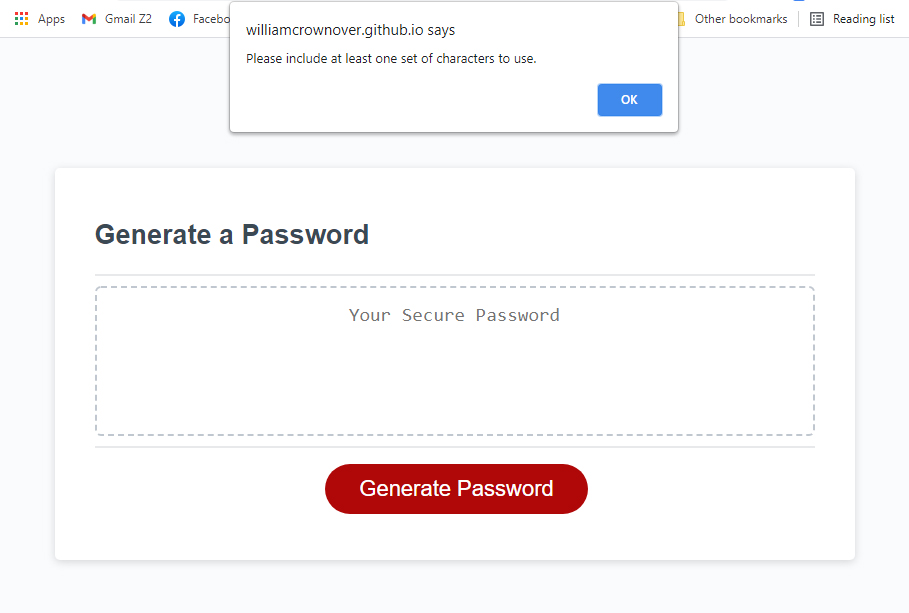 Apps Gmail Z2 Facebo Other bookmarks Reading list
williamcrownover.github.io says
Please include at least one set of characters to use.
OK
Generate a Password
Your Secure Password
Generate Password